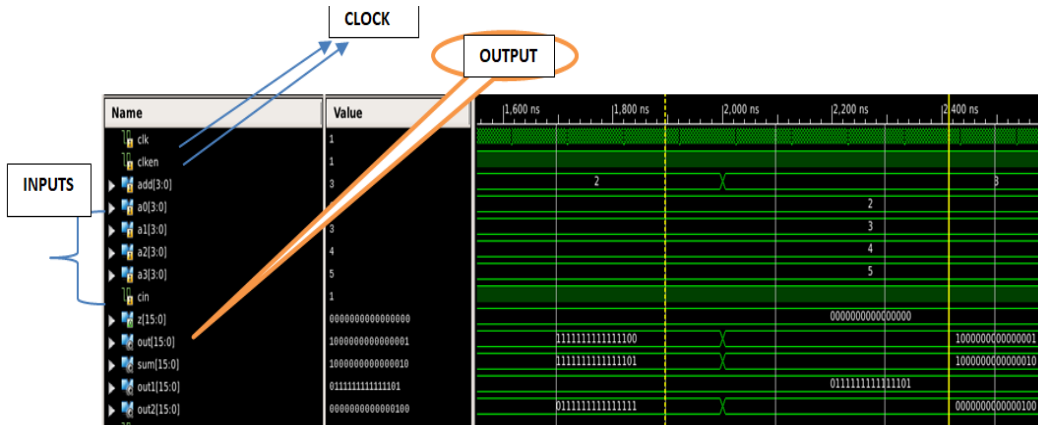 CLOCK
OUTPUT
INPUTS
Name Value 1,600 ns 1,800 ns 2,000 ns 2,200 ns 2,400 ns
clk 1
clken 1
add[3:0] 3 2 3
a0[3:0] 2
a1[3:0] 3 3
a2[3:0] 4 4
a3[3:0] 5 5
cin 1
z[15:0] 0000000000000000 0000000000000000
out[15:0] 1000000000000001 1111111111111100 1000000000000001
sum[15:0] 1000000000000010 1111111111111101 1000000000000010
out1[15:0] 0111111111111101 0111111111111101
out2[15:0] 0000000000000100 0111111111111111 0000000000000100